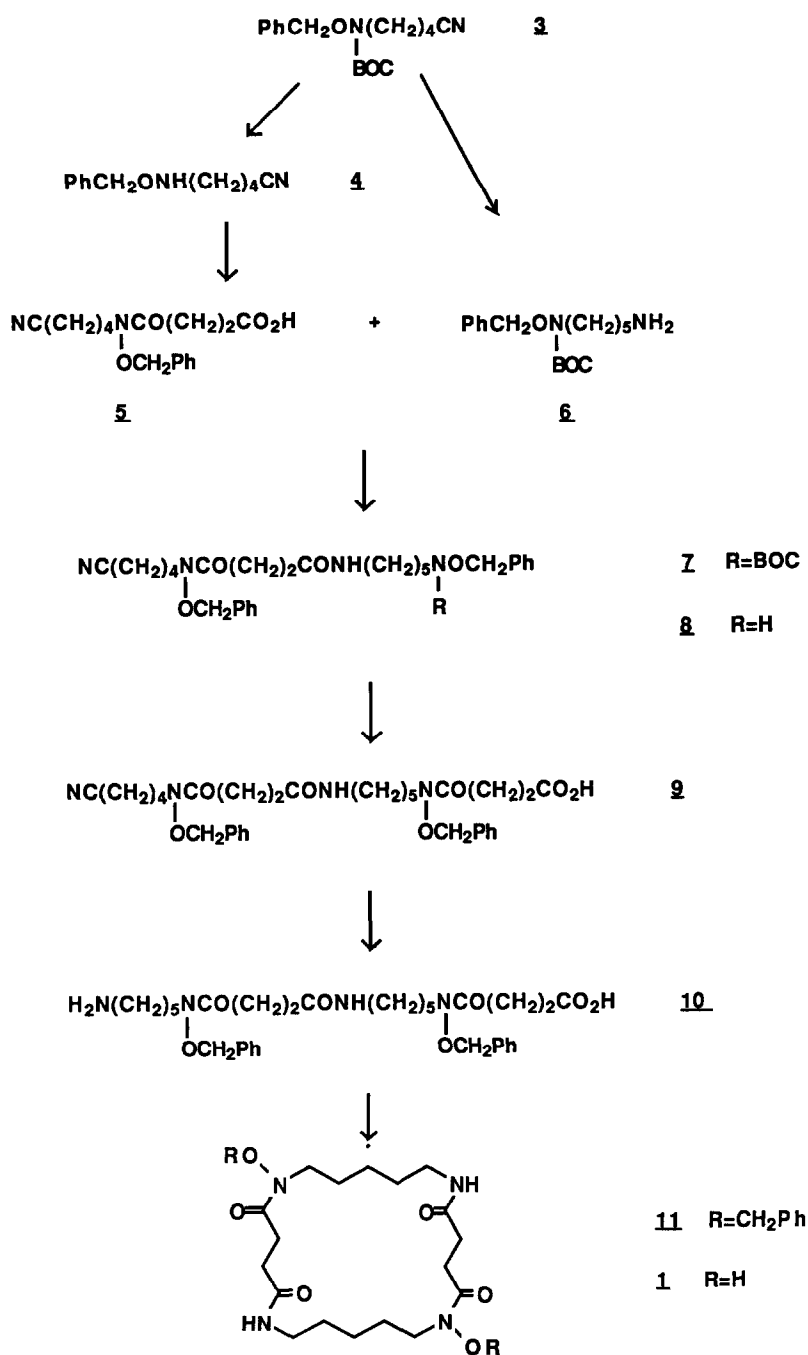 PhCH2ON(CH2)4CN 3
BOC
PhCH2ONH(CH2)4CN 4
NC(CH2)4NCO(CH2)2CO2H + PhCH2ON(CH2)5NH2
OCH2Ph BOC
5 6
NC(CH2)4NCO(CH2)2CONH(CH2)5NOCH2Ph 7 R=BOC
OCH2Ph R
8 R=H
NC(CH2)4NCO(CH2)2CONH(CH2)5NCO(CH2)2CO2H 9
OCH2Ph OCH2Ph
H2N(CH2)5NCO(CH2)2CONH(CH2)5NCO(CH2)2CO2H 10
OCH2Ph OCH2Ph
RO
N NH
O O
11 R=CH2Ph
O O
1 R=H
HN N
OR